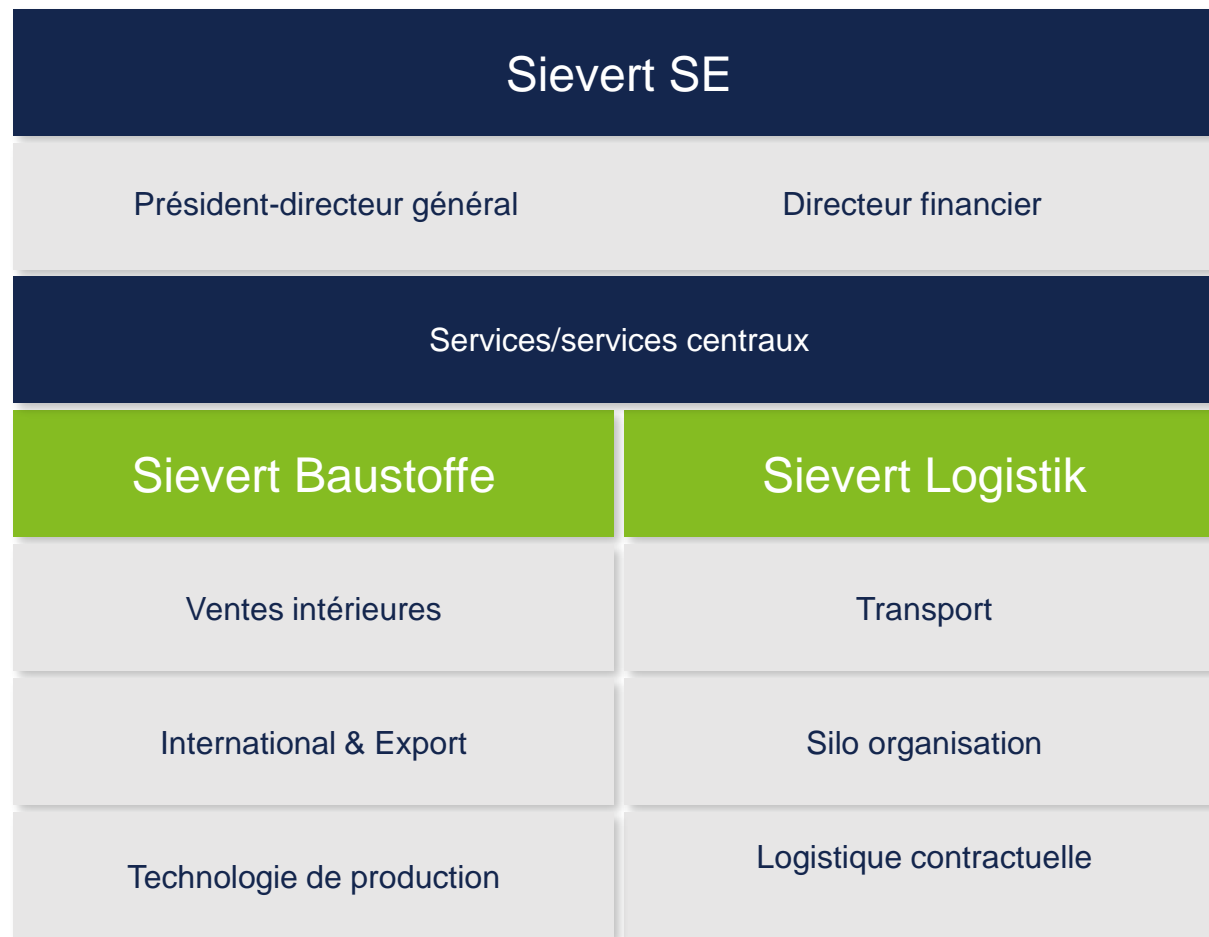 Sievert SE
Président-directeur général
Directeur financier
Services/services centraux
Sievert Baustoffe
Sievert Logistik
Ventes intérieures
Transport
International & Export
Silo organisation
Technologie de production
Logistique contractuelle